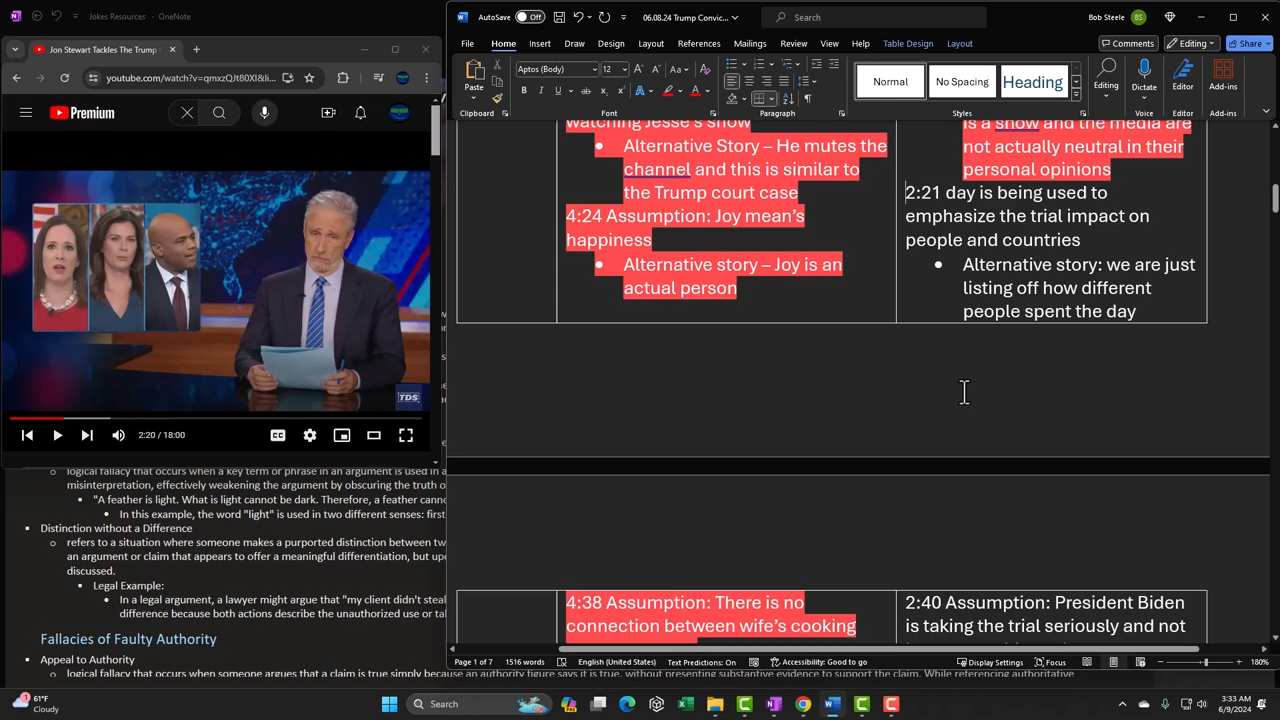 Jokes Resources - OneNote
Jon Stewart Tackles The Trump
youtube.com/watch?v=qmxzQJt80XI&li...
Premium
TDS
2:20 / 18:00
logical fallacy that occurs when a key term or phrase in an argument is used in a
misinterpretation, effectively weakening the argument by obscuring the truth o
"A feather is light. What is light cannot be dark. Therefore, a feather can
In this example, the word "light" is used in two different senses: first
Distinction without a Difference
refers to a situation where someone makes a purported distinction between tw
an argument or claim that appears to offer a meaningful differentiation, but up
discussed.
Legal Example:
In a legal argument, a lawyer might argue that "my client didn't steal
difference because both actions describe the unauthorized use or ta
Fallacies of Faulty Authority
Appeal to Authority
logical fallacy that occurs when someone argues that a claim is true simply because an authority figure says it is true, without presenting substantive evidence to support the claim. While referencing authoritative
AutoSave Off
06.08.24 Trump Convic...
Search
Bob Steele BS
File Home Insert Draw Design Layout References Mailings Review View Help Table Design Layout
Comments Editing Share
Paste
Aptos (Body) 12
Normal
No Spacing
Heading
Editing
Dictate
Editor
Add-ins
Clipboard Font Paragraph Styles Voice Editor Add-ins
watching Jesse's show
Alternative Story – He mutes the
channel and this is similar to
the Trump court case
4:24 Assumption: Joy mean's
happiness
Alternative story – Joy is an
actual person
is a show and the media are
not actually neutral in their
personal opinions
2:21 day is being used to
emphasize the trial impact on
people and countries
Alternative story: we are just
listing off how different
people spent the day
4:38 Assumption: There is no
connection between wife's cooking
2:40 Assumption: President Biden
is taking the trial seriously and not
Page 1 of 7 1516 words English (United States) Text Predictions: On Accessibility: Good to go Display Settings Focus 180%
61°F
Cloudy
Search
3:33 AM
6/9/2024